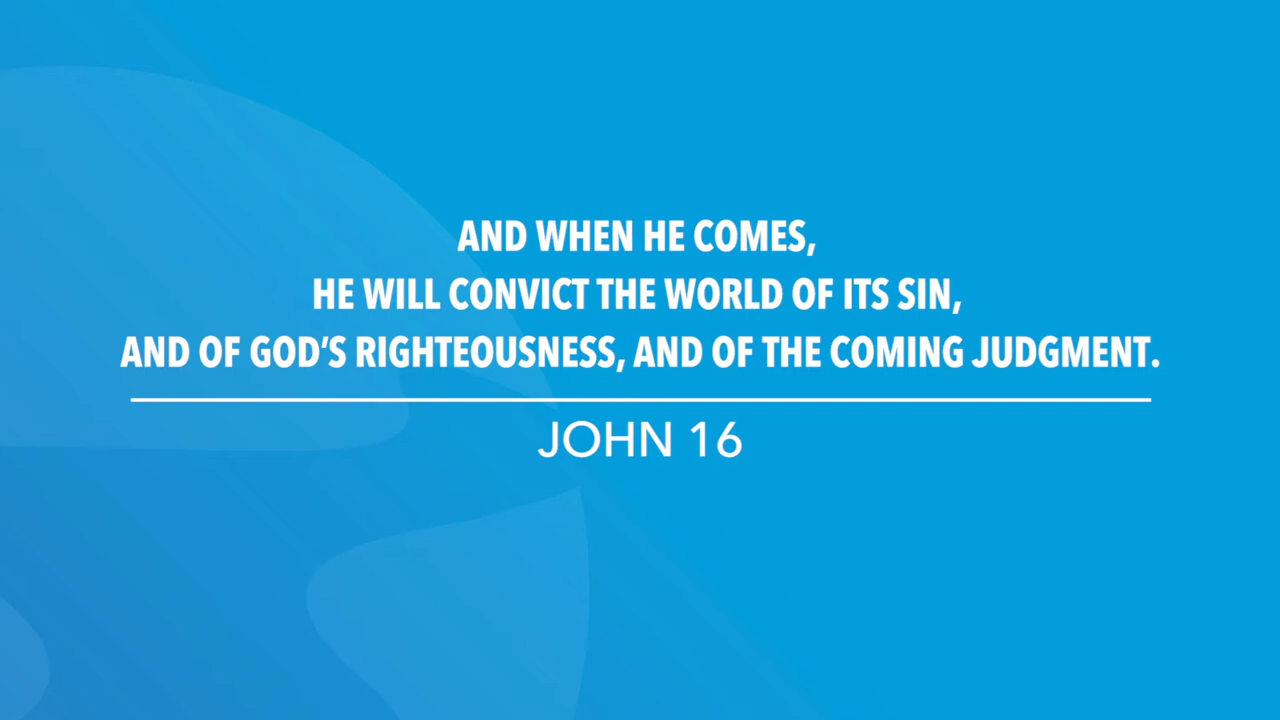 AND WHEN HE COMES,
HE WILL CONVICT THE WORLD OF ITS SIN,
AND OF GOD’S RIGHTEOUSNESS, AND OF THE COMING JUDGMENT.
JOHN 16